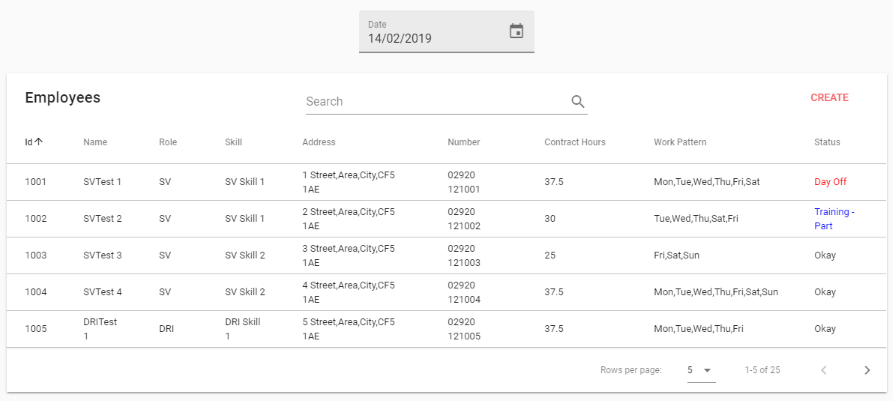 Date
14/02/2019
Employees
Search
CREATE
Id Name Role Skill Address Number Contract Hours Work Pattern Status
1001 SVTest 1 SV SV Skill 1 1 Street,Area,City,CF5 1AE 02920 121001 37.5 Mon,Tue,Wed,Thu,Fri,Sat Day Off
1002 SVTest 2 SV SV Skill 1 2 Street,Area,City,CF5 1AE 02920 121002 30 Tue,Wed,Thu,Sat,Fri Training - Part
1003 SVTest 3 SV SV Skill 2 3 Street,Area,City,CF5 1AE 02920 121003 25 Fri,Sat,Sun Okay
1004 SVTest 4 SV SV Skill 2 4 Street,Area,City,CF5 1AE 02920 121004 37.5 Mon,Tue,Wed,Thu,Fri,Sat,Sun Okay
1005 DRITest 1 DRI DRI Skill 1 5 Street,Area,City,CF5 1AE 02920 121005 37.5 Mon,Tue,Wed,Thu,Fri Okay
Rows per page: 5 1-5 of 25